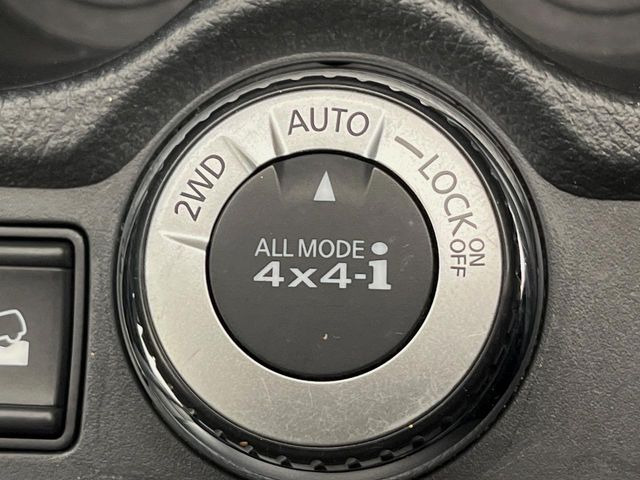 2WD
AUTO
LOCK
ON
OFF
ALL MODE
4x4-i